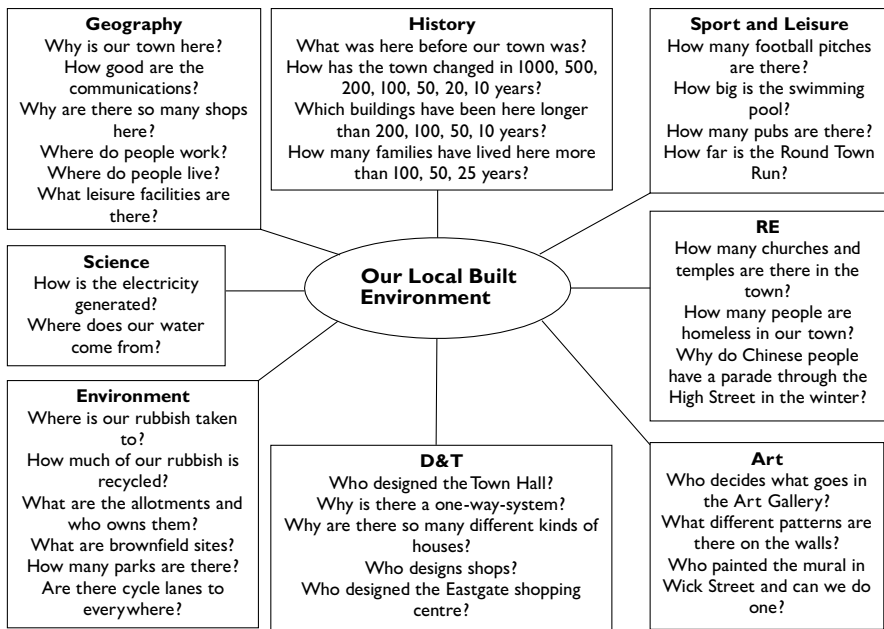 Geography
Why is our town here?
How good are the
communications?
Why are there so many shops
here?
Where do people work?
Where do people live?
What leisure facilities are
there?
History
What was here before our town was?
How has the town changed in 1000, 500,
200, 100, 50, 20, 10 years?
Which buildings have been here longer
than 200, 100, 50, 10 years?
How many families have lived here more
than 100, 50, 25 years?
Sport and Leisure
How many football pitches
are there?
How big is the swimming
pool?
How many pubs are there?
How far is the Round Town
Run?
Science
How is the electricity
generated?
Where does our water
come from?
Our Local Built
Environment
RE
How many churches and
temples are there in the
town?
How many people are
homeless in our town?
Why do Chinese people
have a parade through the
High Street in the winter?
Environment
Where is our rubbish taken
to?
How much of our rubbish is
recycled?
What are the allotments and
who owns them?
What are brownfield sites?
How many parks are there?
Are there cycle lanes to
everywhere?
D&T
Who designed the Town Hall?
Why is there a one-way-system?
Why are there so many different kinds of
houses?
Who designs shops?
Who designed the Eastgate shopping
centre?
Art
Who decides what goes in
the Art Gallery?
What different patterns are
there on the walls?
Who painted the mural in
Wick Street and can we do
one?